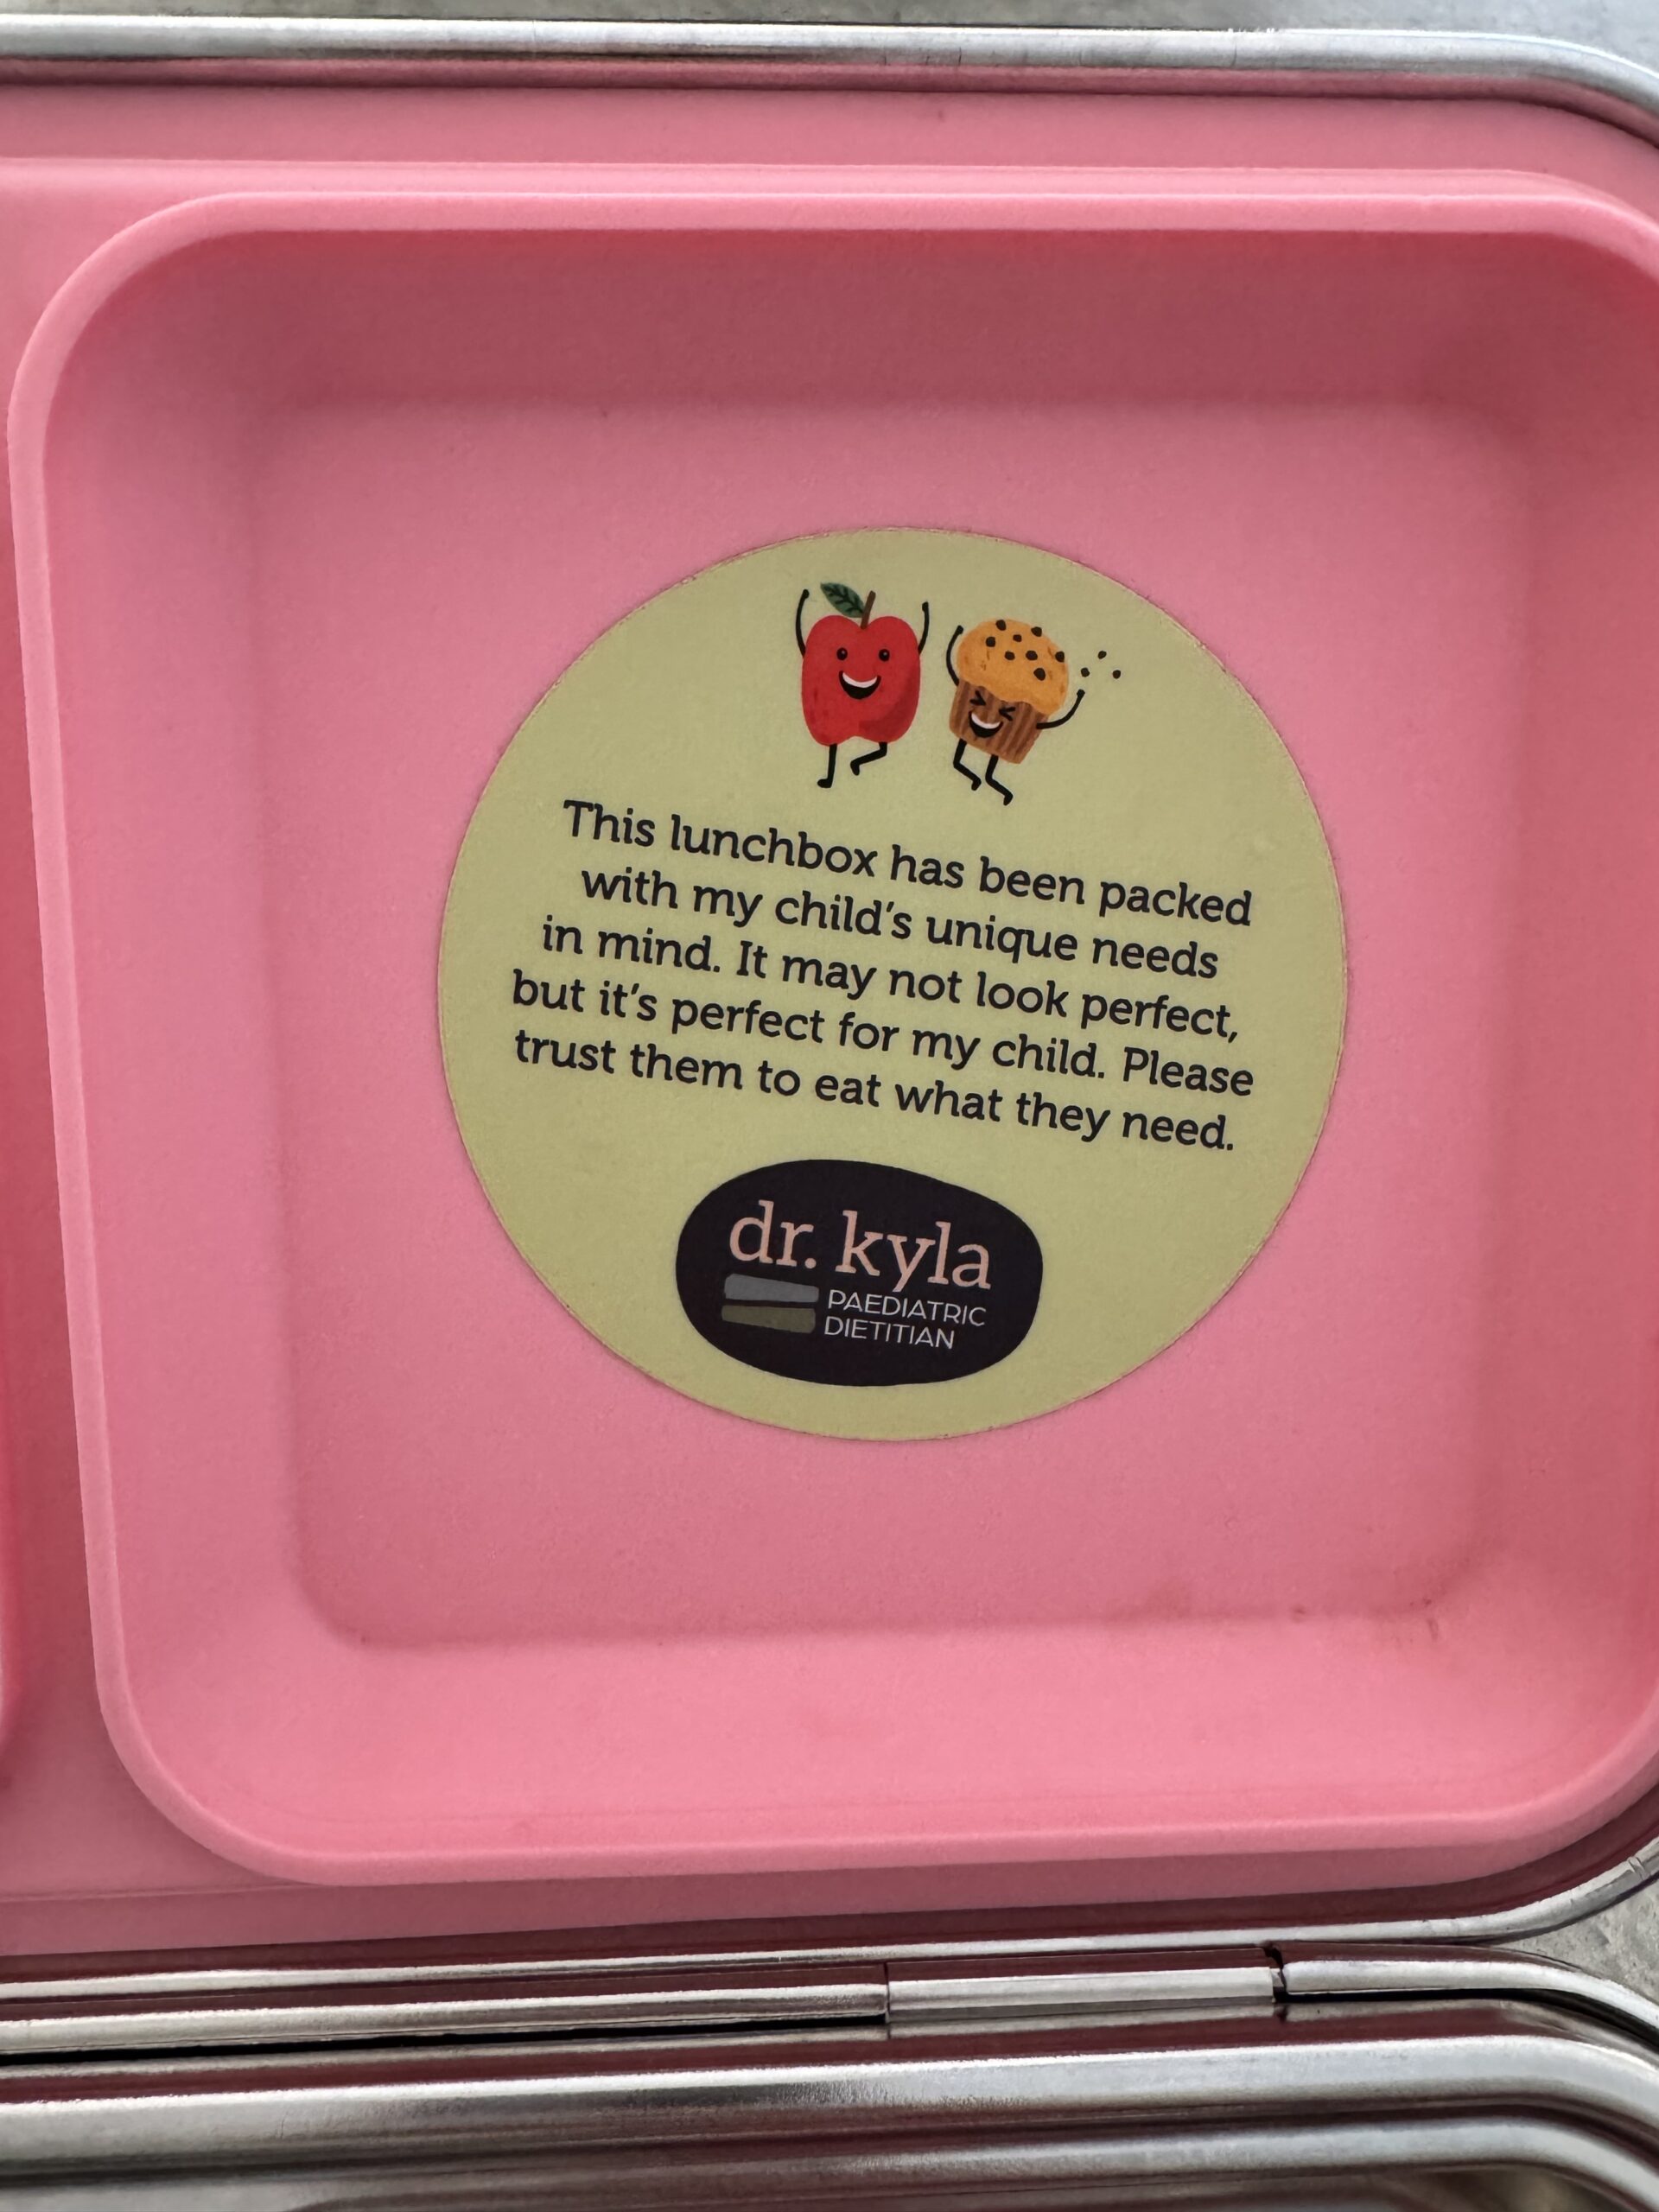 This lunchbox has been packed
with my child's unique needs
in mind. It may not look perfect,
but it's perfect for my child. Please
trust them to eat what they need.
dr. kyla
PAEDIATRIC
DIETITIAN